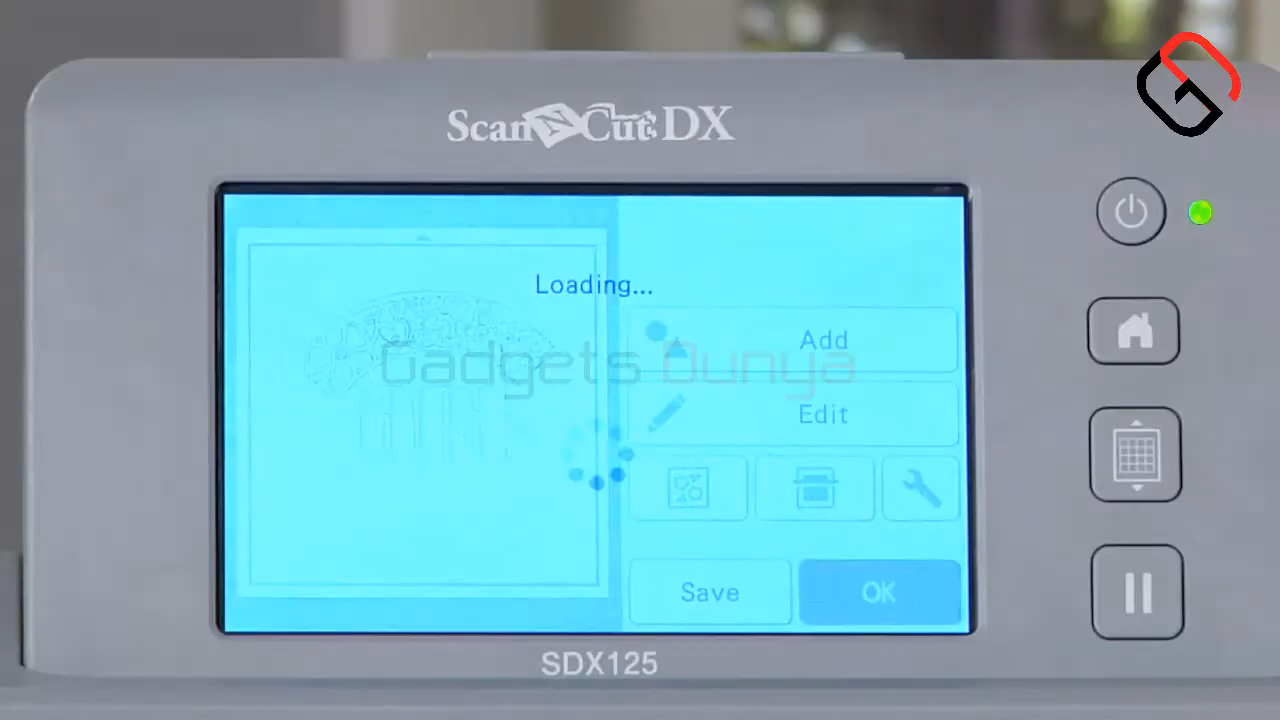 ScanNCut DX
Loading...
Add
Gadgets Dunya
Edit
Save
OK
SDX125